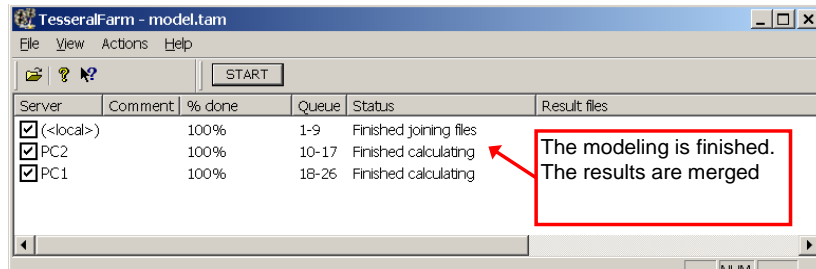 TesseralFarm - model.tam
File View Actions Help
START
Server Comment % done Queue Status Result files
(<local>) 100% 1-9 Finished joining files
PC2 100% 10-17 Finished calculating
PC1 100% 18-26 Finished calculating
The modeling is finished.
The results are merged